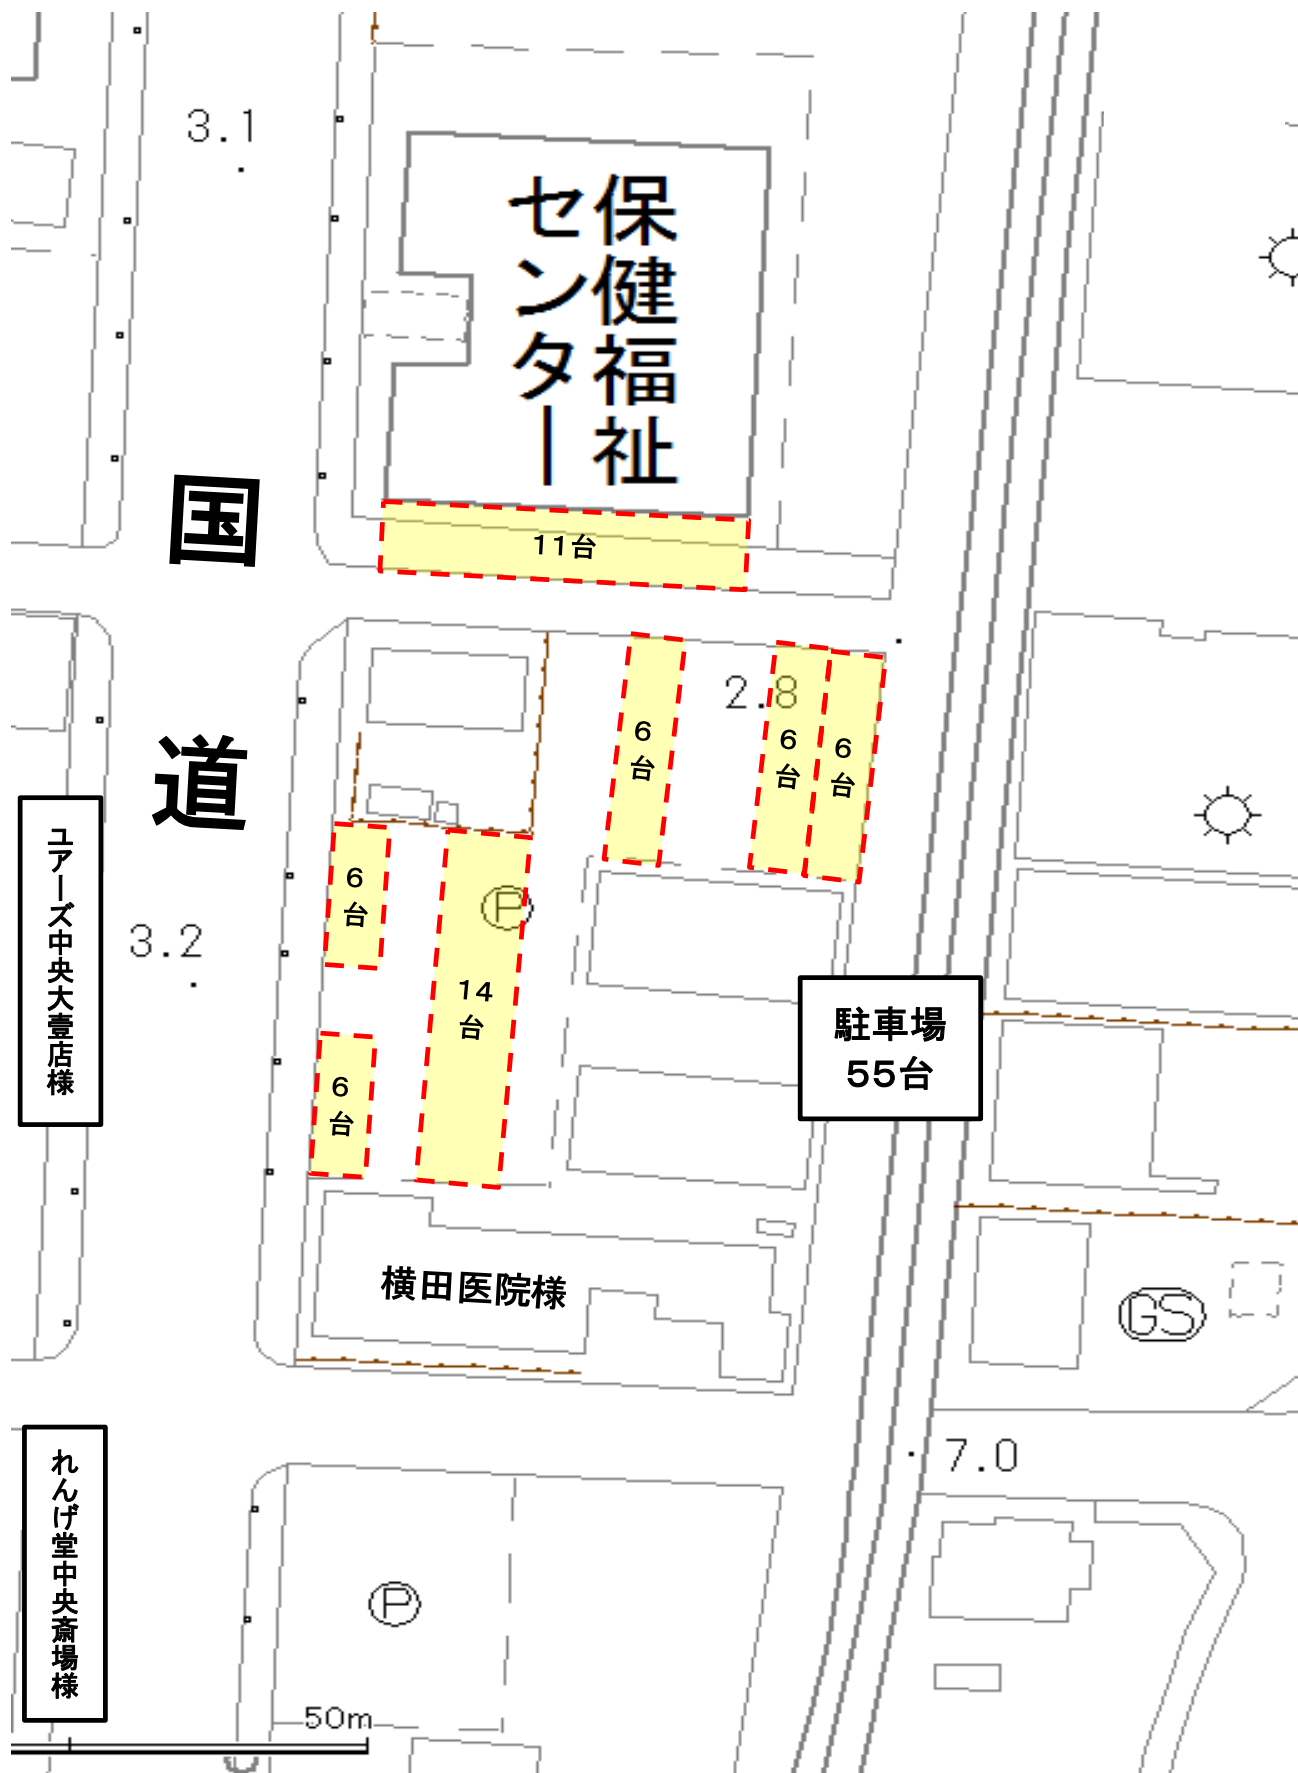 3.1
保健福祉
センター
国道
11台
2.8
6台
6台
6台
6台
P
14台
6台
3.2
ユアーズ中央大壹店様
駐車場
55台
横田医院様
GS
7.0
れんげ堂中央斎場様
P
50m